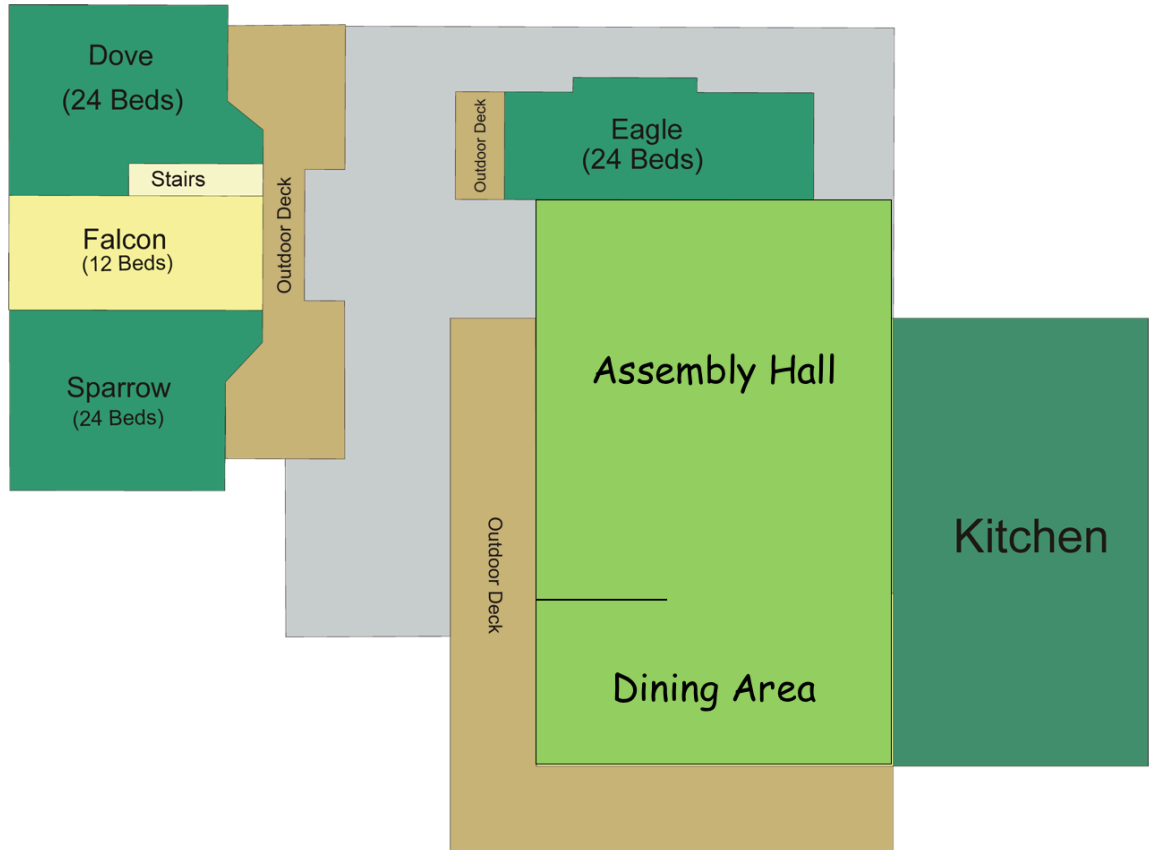 Dove
(24 Beds)
Stairs
Falcon
(12 Beds)
Outdoor Deck
Sparrow
(24 Beds)
Outdoor Deck
Eagle
(24 Beds)
Assembly Hall
Outdoor Deck
Dining Area
Kitchen